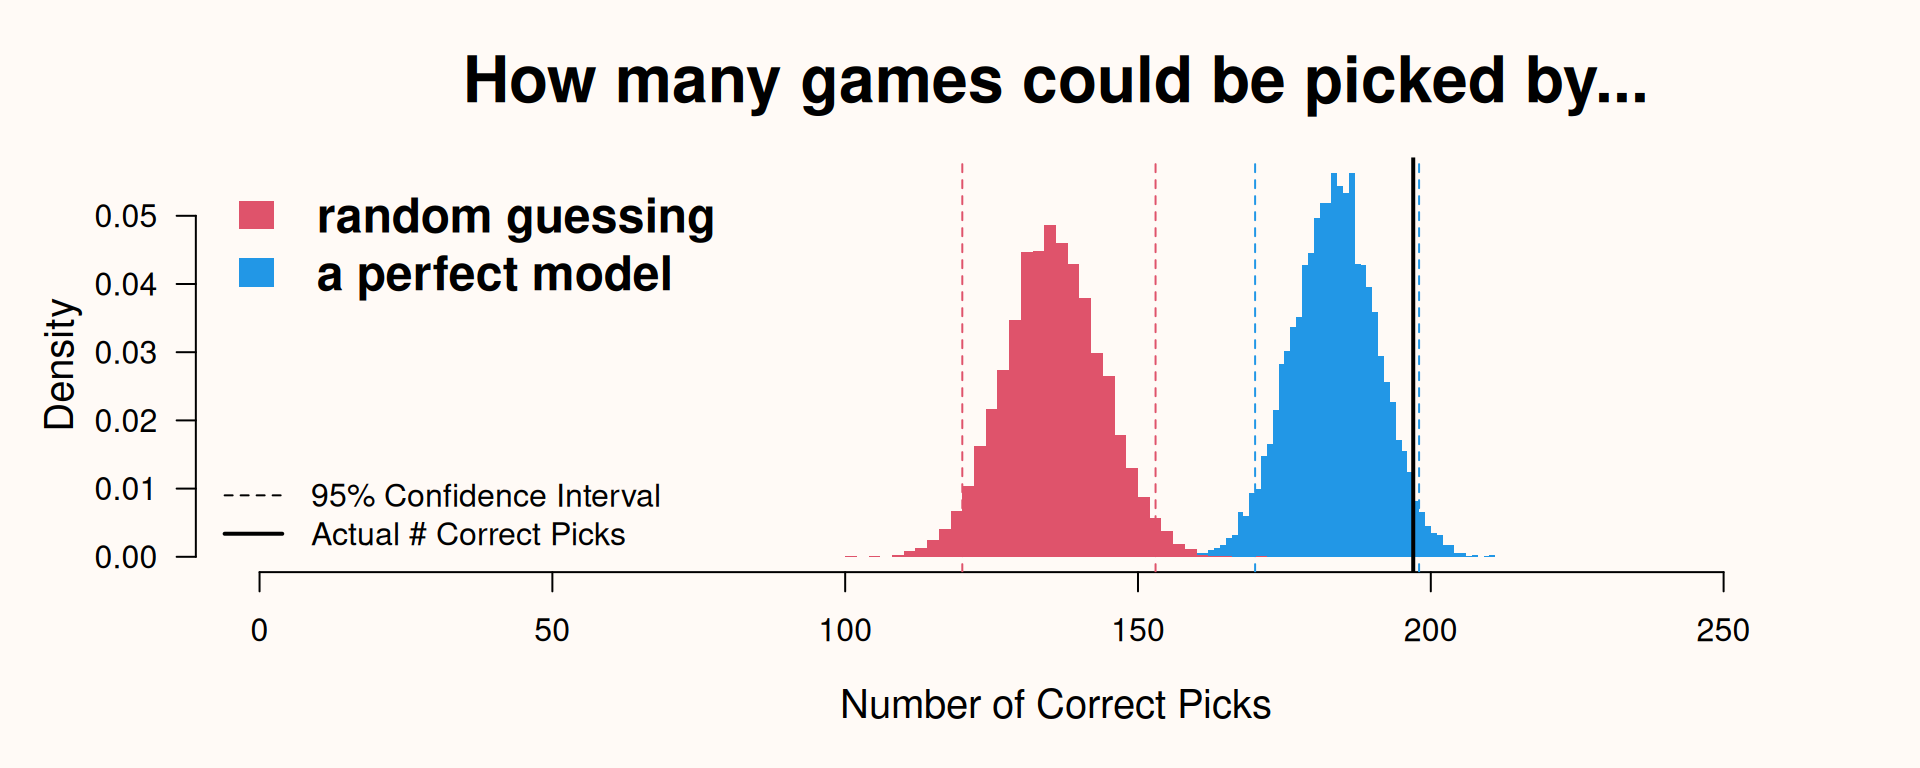 How many games could be picked by...
random guessing
a perfect model
0.05
0.04
0.03
0.02
0.01
0.00
Density
95% Confidence Interval
Actual # Correct Picks
0 50 100 150 200 250
Number of Correct Picks